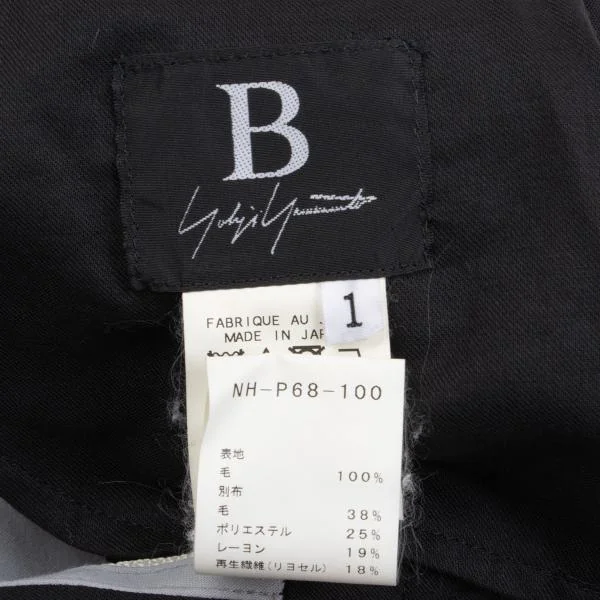 B
Yohji Yamamoto
1
FABRIQUE AU
MADE IN
NH-P68-100
表地
毛 100%
別布
毛 38%
ポリエステル 25%
レーヨン 19%
再生繊維(リヨセル) 18%